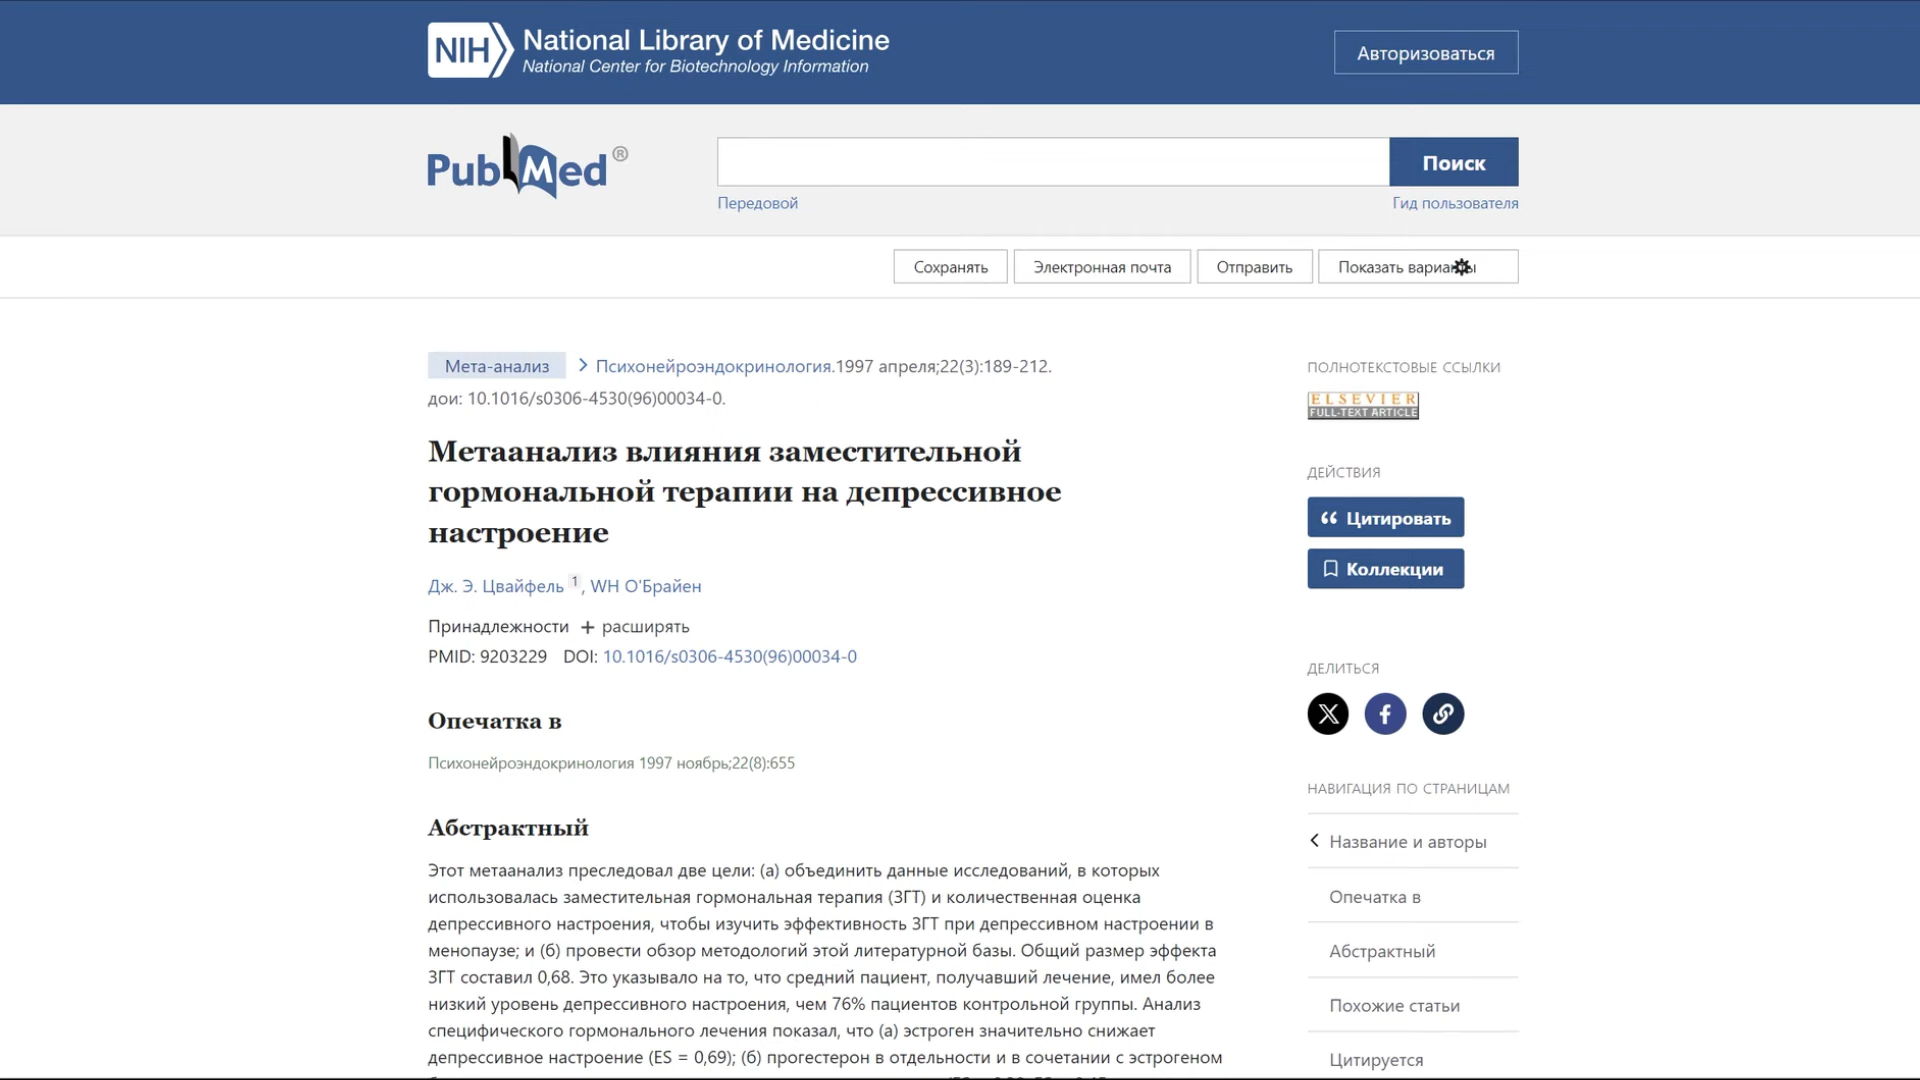 NIH National Library of Medicine
National Center for Biotechnology Information
Авторизоваться
PubMed®
Поиск
Передовой
Гид пользователя
Сохранять
Электронная почта
Отправить
Показать варианты
Мета-анализ
Психонейроэндокринология.1997 апреля;22(3):189-212.
дои: 10.1016/s0306-4530(96)00034-0.
Метаанализ влияния заместительной
гормональной терапии на депрессивное
настроение
Дж. Э. Цвайфель 1, WH О'Брайен
Принадлежности + расширять
PMID: 9203229 DOI: 10.1016/s0306-4530(96)00034-0
Опечатка в
Психонейроэндокринология 1997 ноябрь;22(8):655
Абстрактный
Этот метаанализ преследовал две цели: (а) объединить данные исследований, в которых
использовалась заместительная гормональная терапия (ЗГТ) и количественная оценка
депрессивного настроения, чтобы изучить эффективность ЗГТ при депрессивном настроении в
менопаузе; и (б) провести обзор методологий этой литературной базы. Общий размер эффекта
ЗГТ составил 0,68. Это указывало на то, что средний пациент, получавший лечение, имел более
низкий уровень депрессивного настроения, чем 76% пациентов контрольной группы. Анализ
специфического гормонального лечения показал, что (а) эстроген значительно снижает
депрессивное настроение (ES = 0,69); (б) прогестерон в отдельности и в сочетании с эстрогеном
ПОЛНОТЕКСТОВЫЕ ССЫЛКИ
ELSEVIER
FULL-TEXT ARTICLE
ДЕЙСТВИЯ
Цитировать
Коллекции
ДЕЛИТЬСЯ
НАВИГАЦИЯ ПО СТРАНИЦАМ
Название и авторы
Опечатка в
Абстрактный
Похожие статьи
Цитируется